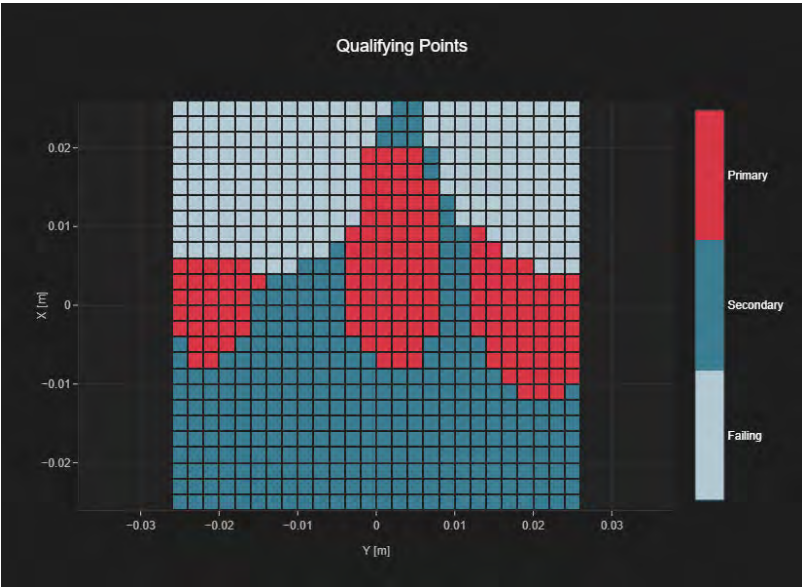 Qualifying Points
0.02
0.01
0
−0.01
−0.02
X [m]
−0.03
−0.02
−0.01
0
0.01
0.02
0.03
Y [m]
Primary
Secondary
Failing